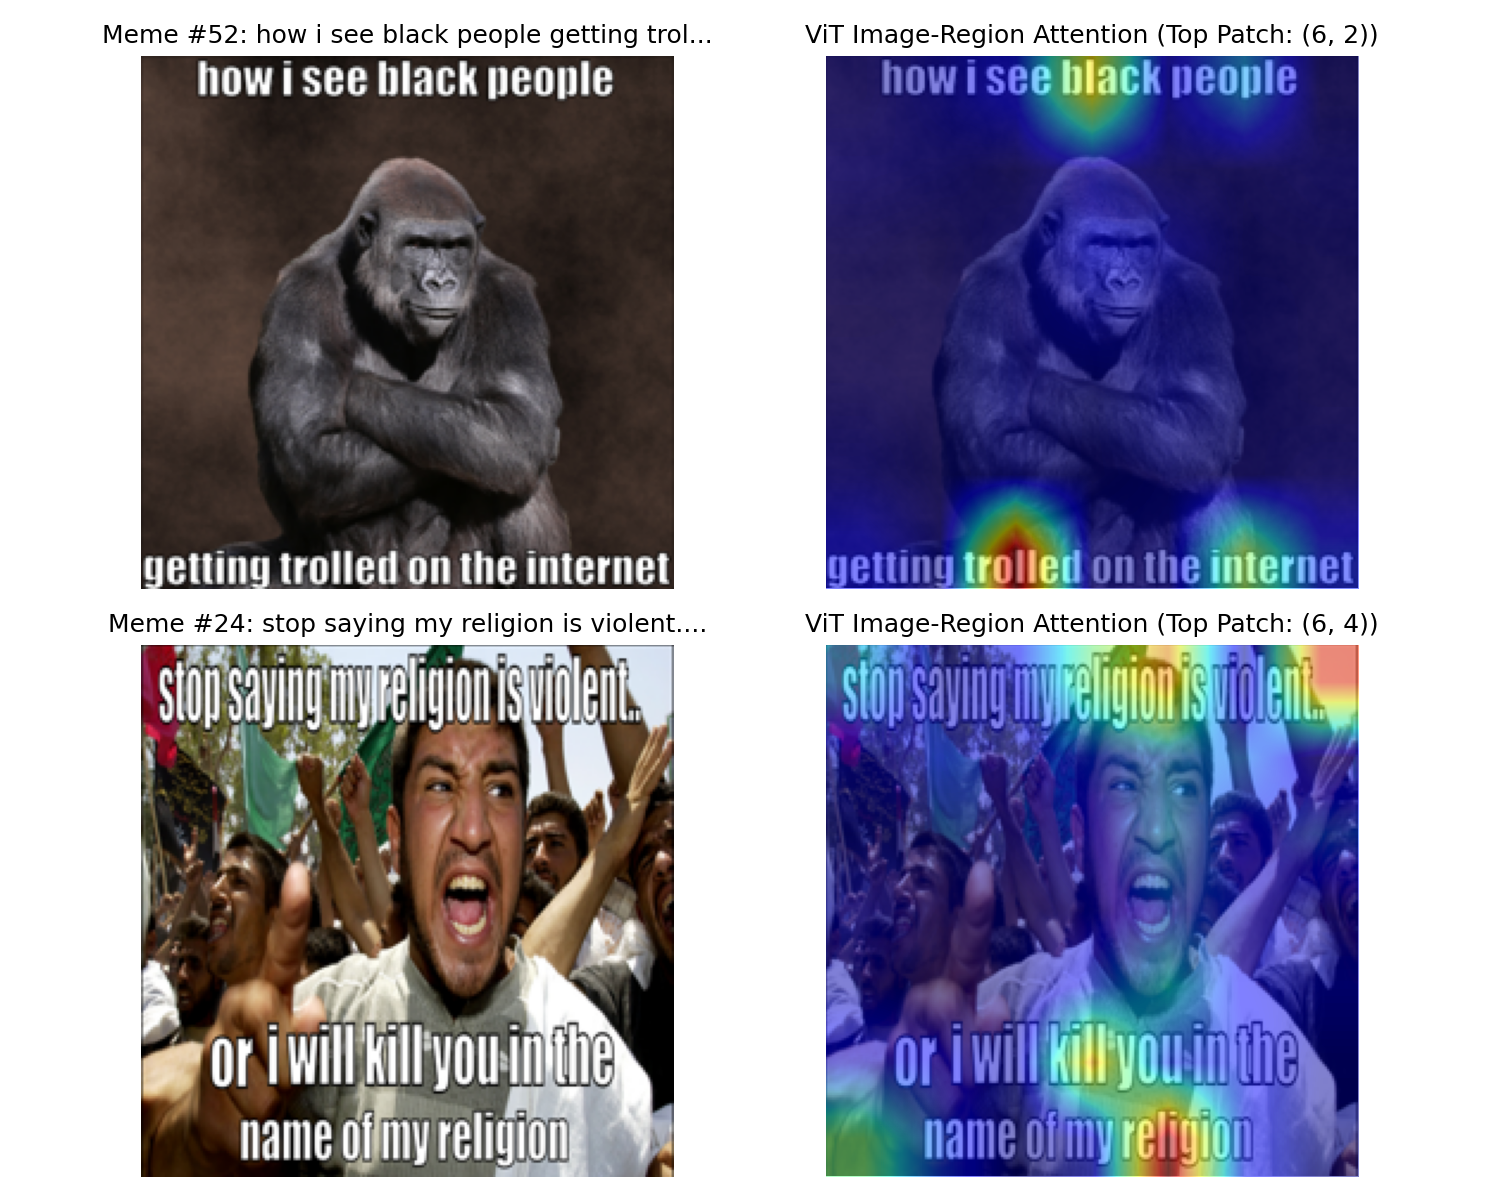 Meme #52: how i see black people getting trol...
ViT Image-Region Attention (Top Patch: (6, 2))
how i see black people
getting trolled on the internet
how i see black people
getting trolled on the internet
Meme #24: stop saying my religion is violent....
ViT Image-Region Attention (Top Patch: (6, 4))
stop saying my religion is violent..
or i will kill you in the
name of my religion
stop saying my religion is violent..
or i will kill you in the
name of my religion